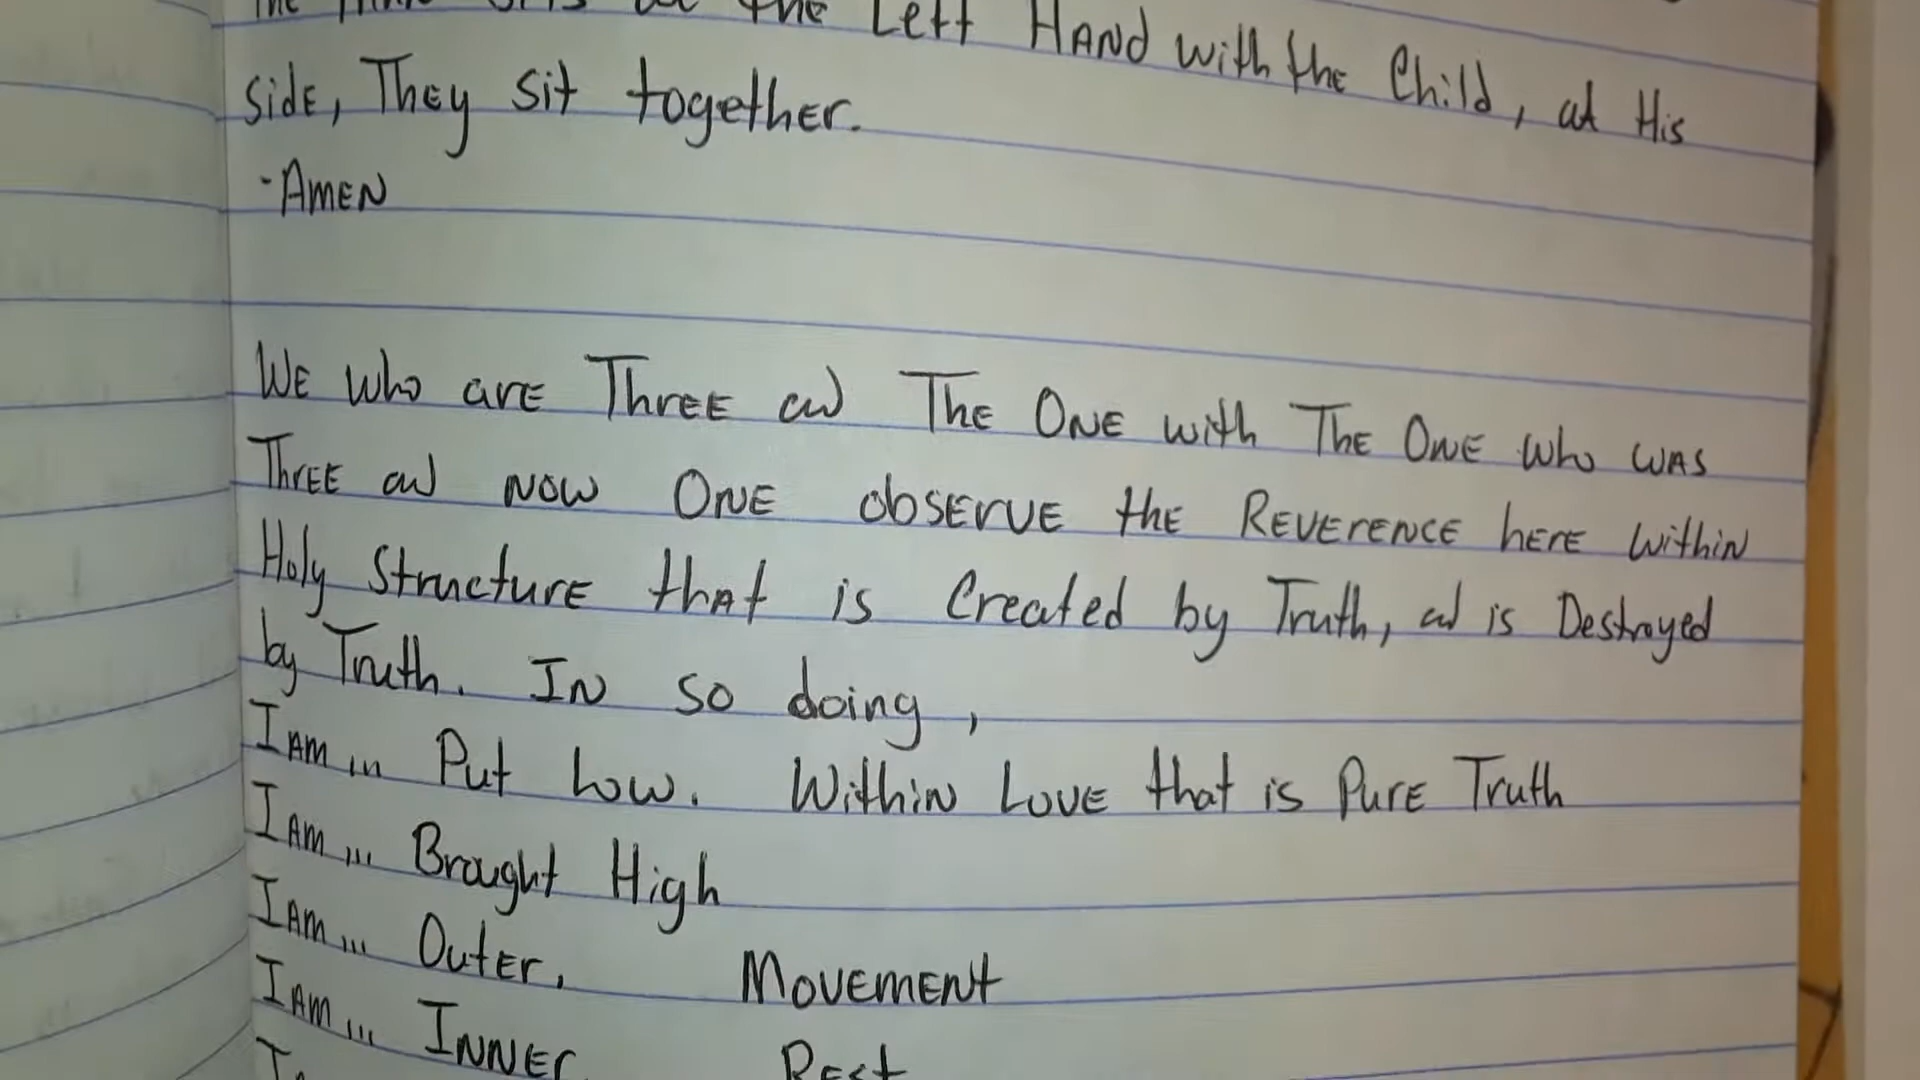 the Left Hand with the Child, at His
side, They sit together.
-Amen
We who are Three and The One with The One who was
Three and now One observe the Reverence here within
Holy Structure that is Created by Truth, and is Destroyed
by Truth. In so doing,
I AM... Put Low. Within Love that is Pure Truth
I AM... Brought High
I AM... Outer, Movement
I AM... Inner Rest